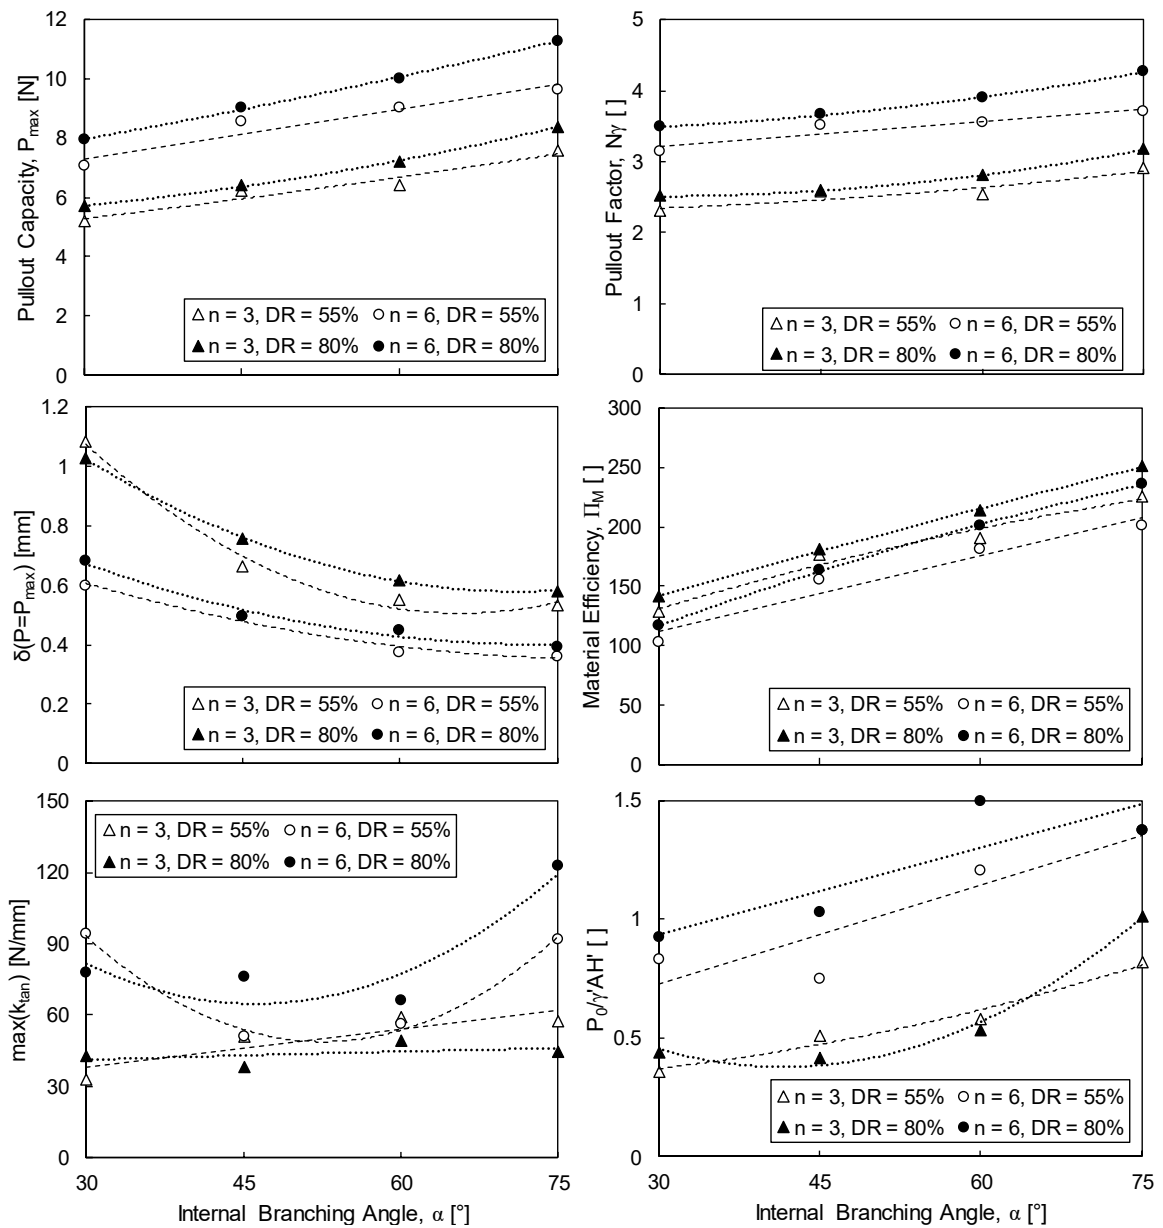 12
10
8
6
4
2
0
Pullout Capacity, P_max [N]
△ n = 3, DR = 55% ○ n = 6, DR = 55%
▲ n = 3, DR = 80% ● n = 6, DR = 80%
5
4
3
2
1
0
Pullout Factor, Nγ [ ]
△ n = 3, DR = 55% ○ n = 6, DR = 55%
▲ n = 3, DR = 80% ● n = 6, DR = 80%
1.2
1
0.8
0.6
0.4
0.2
0
δ(P=P_max) [mm]
△ n = 3, DR = 55% ○ n = 6, DR = 55%
▲ n = 3, DR = 80% ● n = 6, DR = 80%
300
250
200
150
100
50
0
Material Efficiency, Π_M [ ]
△ n = 3, DR = 55% ○ n = 6, DR = 55%
▲ n = 3, DR = 80% ● n = 6, DR = 80%
150
120
90
60
30
0
max(k_tan) [N/mm]
△ n = 3, DR = 55% ○ n = 6, DR = 55%
▲ n = 3, DR = 80% ● n = 6, DR = 80%
30 45 60 75
Internal Branching Angle, α [°]
1.5
1
0.5
0
P_0/γ'AH' [ ]
△ n = 3, DR = 55% ○ n = 6, DR = 55%
▲ n = 3, DR = 80% ● n = 6, DR = 80%
30 45 60 75
Internal Branching Angle, α [°]